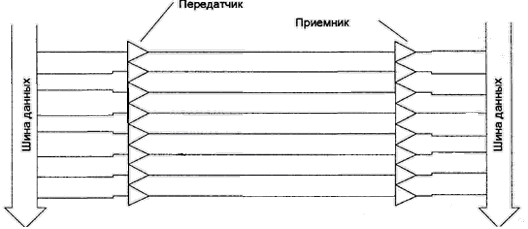 Передатчик
Приемник
Шина данных
Шина данных